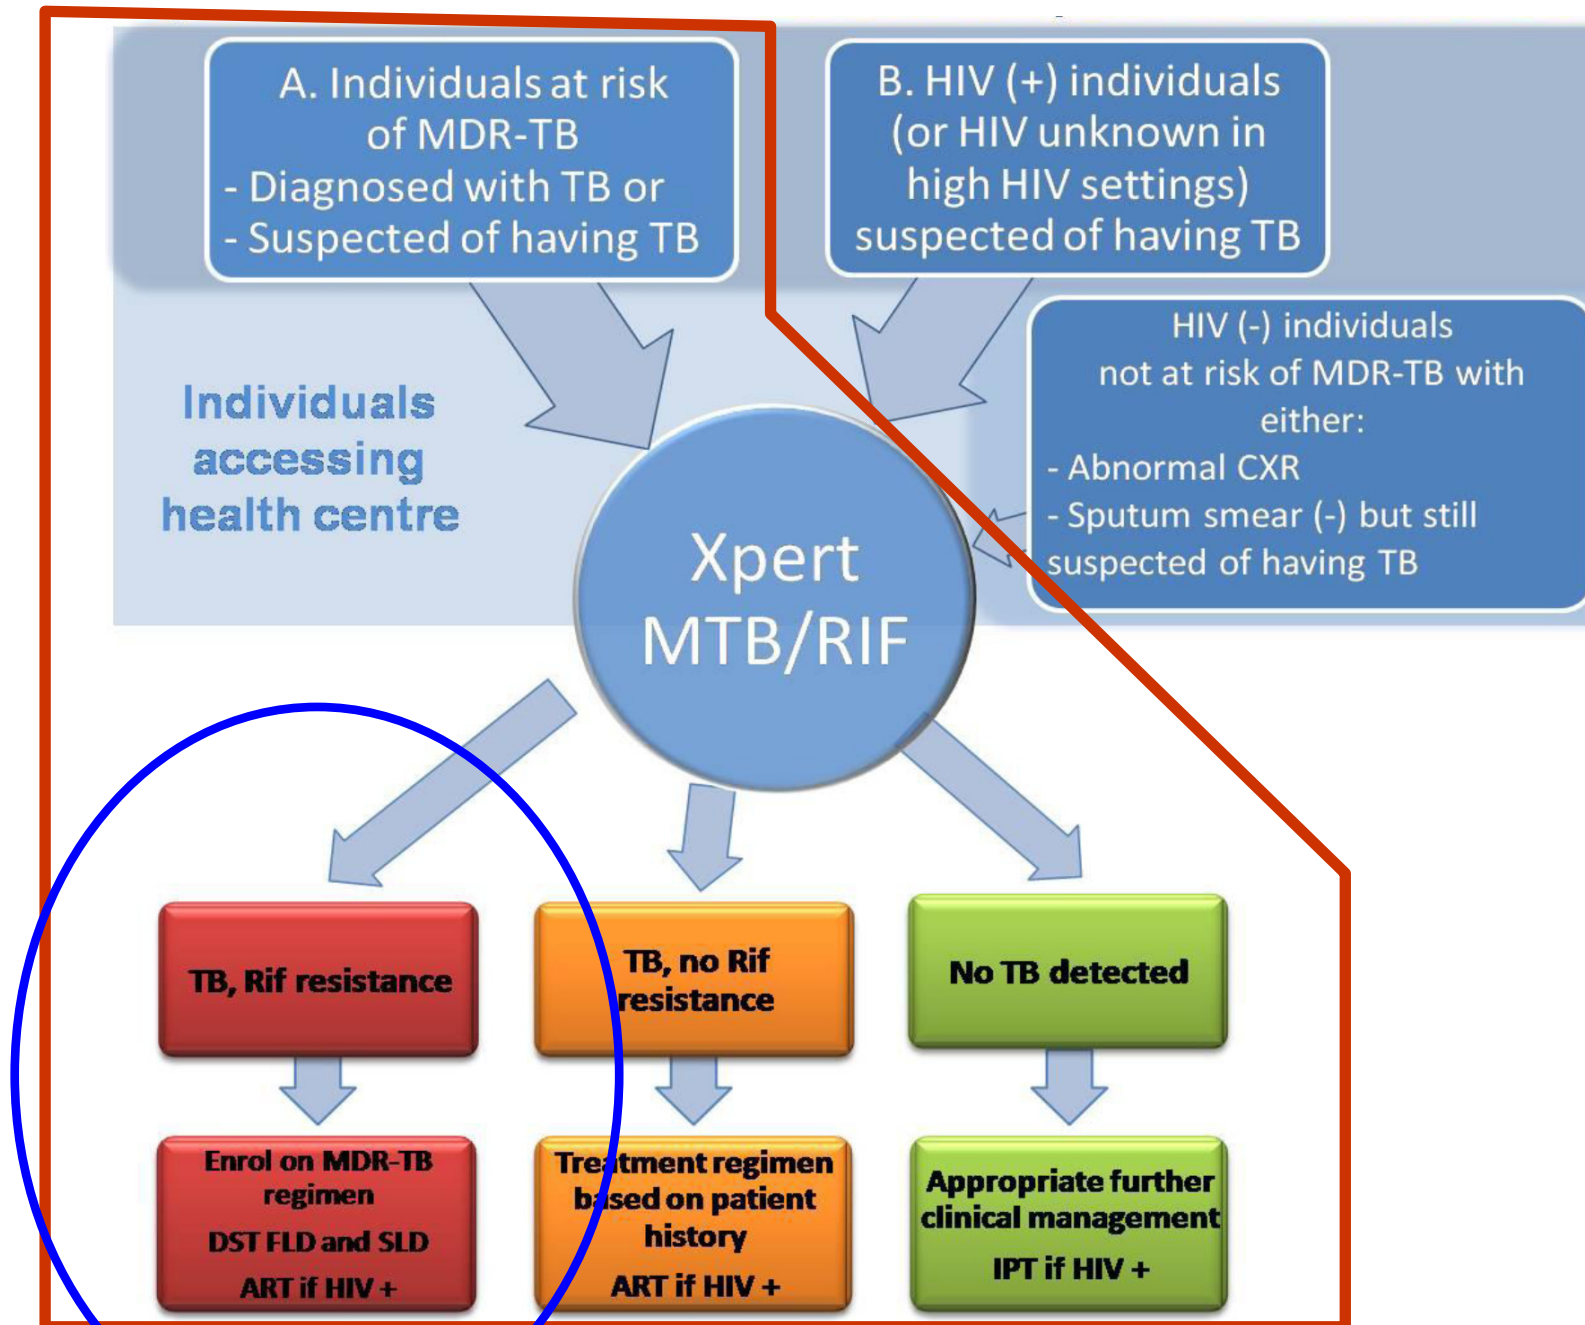 A. Individuals at risk
of MDR-TB
- Diagnosed with TB or
- Suspected of having TB
B. HIV (+) individuals
(or HIV unknown in
high HIV settings)
suspected of having TB
HIV (-) individuals
not at risk of MDR-TB with
either:
- Abnormal CXR
- Sputum smear (-) but still
suspected of having TB
Individuals
accessing
health centre
Xpert
MTB/RIF
TB, Rif resistance
TB, no Rif
resistance
No TB detected
Enrol on MDR-TB
regimen
DST FLD and SLD
ART if HIV +
Treatment regimen
based on patient
history
ART if HIV +
Appropriate further
clinical management
IPT if HIV +